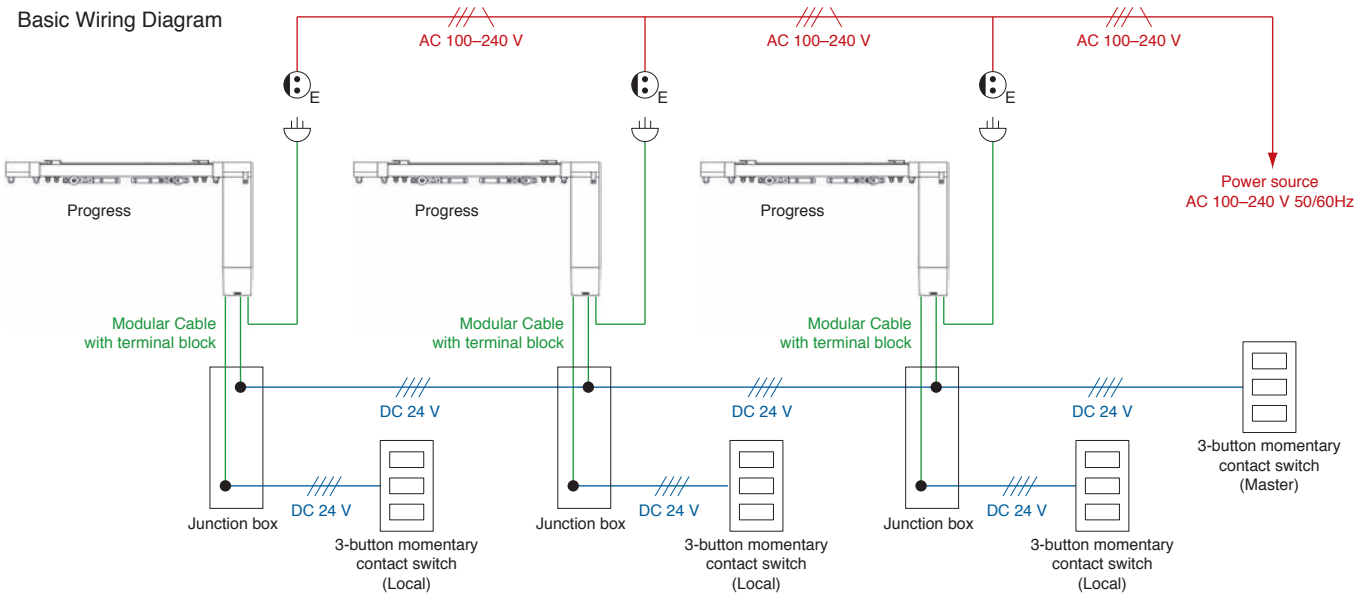 Basic Wiring Diagram
AC 100–240 V
AC 100–240 V
AC 100–240 V
E
E
E
Power source
AC 100–240 V 50/60Hz
Progress
Progress
Progress
Modular Cable
with terminal block
Modular Cable
with terminal block
Modular Cable
with terminal block
DC 24 V
DC 24 V
DC 24 V
3-button momentary
contact switch
(Master)
DC 24 V
DC 24 V
DC 24 V
Junction box
Junction box
Junction box
3-button momentary
contact switch
(Local)
3-button momentary
contact switch
(Local)
3-button momentary
contact switch
(Local)